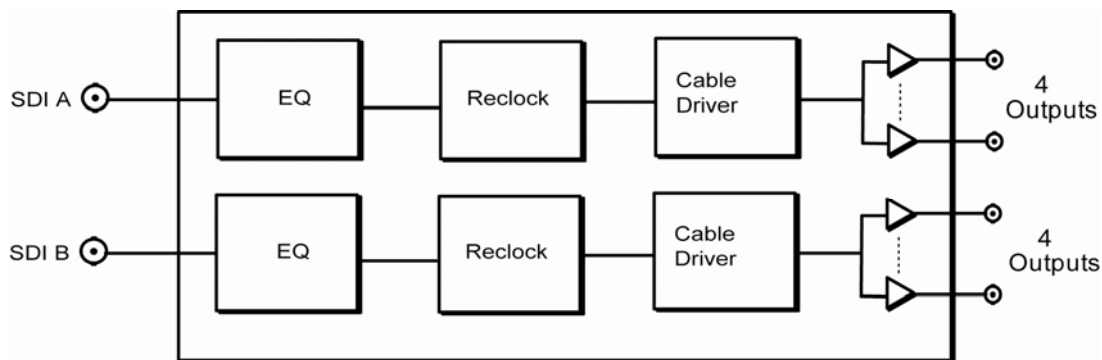 SDI A
EQ
Reclock
Cable
Driver
4
Outputs
SDI B
EQ
Reclock
Cable
Driver
4
Outputs